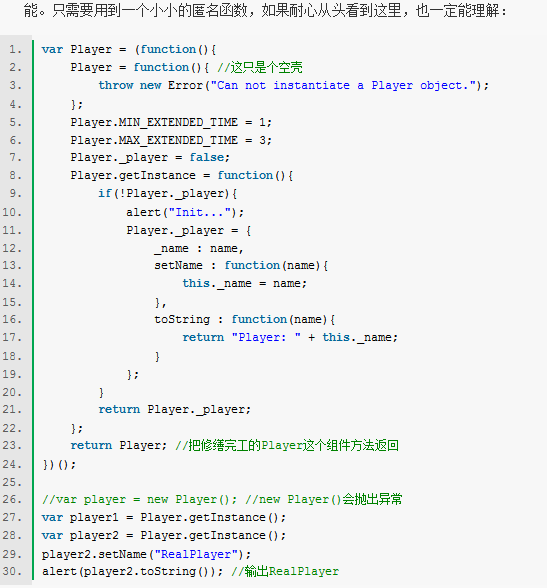 能。只需要用到一个小小的匿名函数，如果耐心从头看到这里，也一定能理解：
1. var Player = (function(){
2.     Player = function(){ //这只是个空壳
3.         throw new Error("Can not instantiate a Player object.");
4.     };
5.     Player.MIN_EXTENDED_TIME = 1;
6.     Player.MAX_EXTENDED_TIME = 3;
7.     Player._player = false;
8.     Player.getInstance = function(){
9.         if(!Player._player){
10.             alert("Init...");
11.             Player._player = {
12.                 _name : name,
13.                 setName : function(name){
14.                     this._name = name;
15.                 },
16.                 toString : function(name){
17.                     return "Player: " + this._name;
18.                 }
19.             };
20.         }
21.         return Player._player;
22.     };
23.     return Player; //把修缮完工的Player这个组件方法返回
24. })();
25.
26. //var player = new Player(); //new Player()会抛出异常
27. var player1 = Player.getInstance();
28. var player2 = Player.getInstance();
29. player2.setName("RealPlayer");
30. alert(player2.toString()); //输出RealPlayer